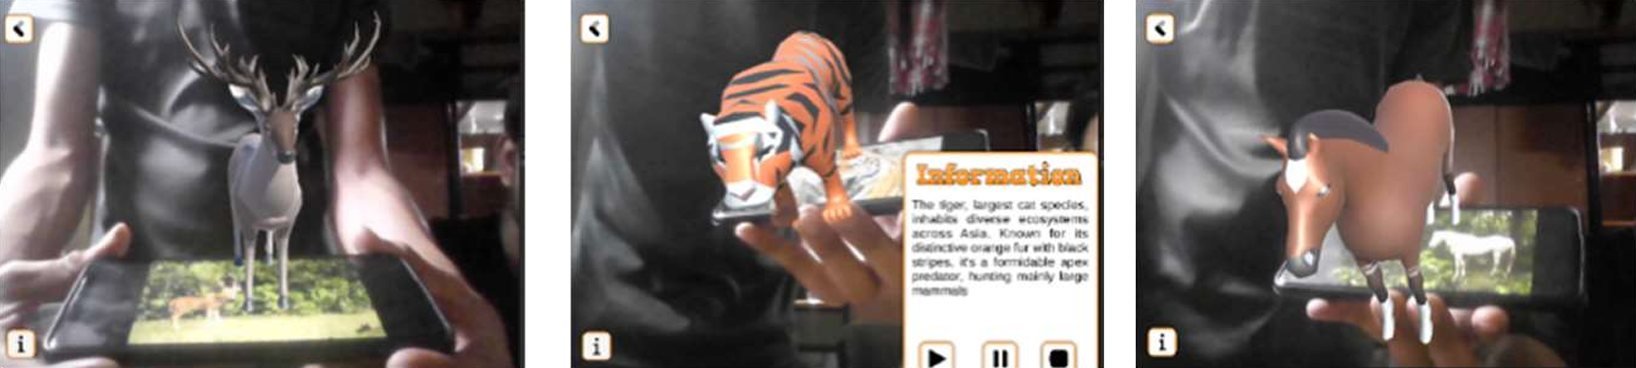 i
Information
The tiger, largest cat species,
inhabits diverse ecosystems
across Asia. Known for its
distinctive orange fur with black
stripes, it's a formidable apex
predator, hunting mainly large
mammals
i
i